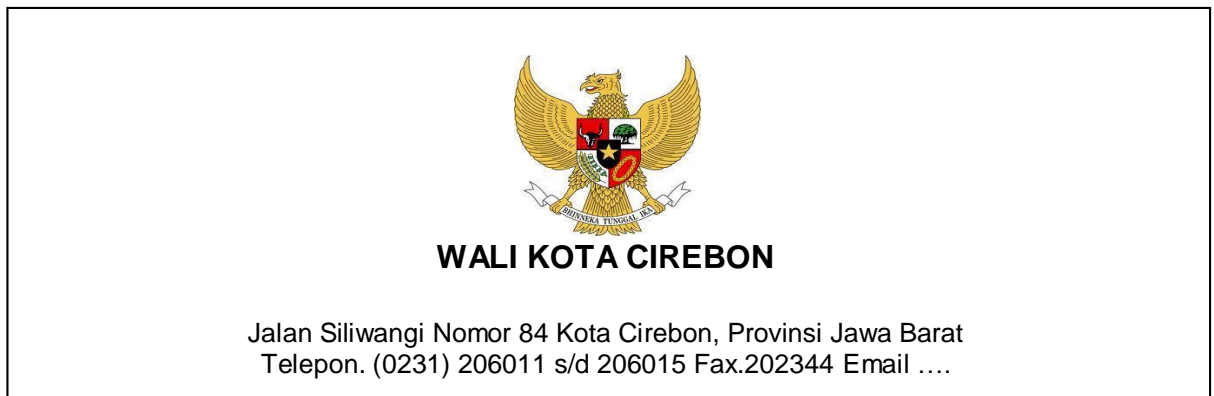 BHINNEKA TUNGGAL IKA
WALI KOTA CIREBON
Jalan Siliwangi Nomor 84 Kota Cirebon, Provinsi Jawa Barat
Telepon. (0231) 206011 s/d 206015 Fax.202344 Email ....